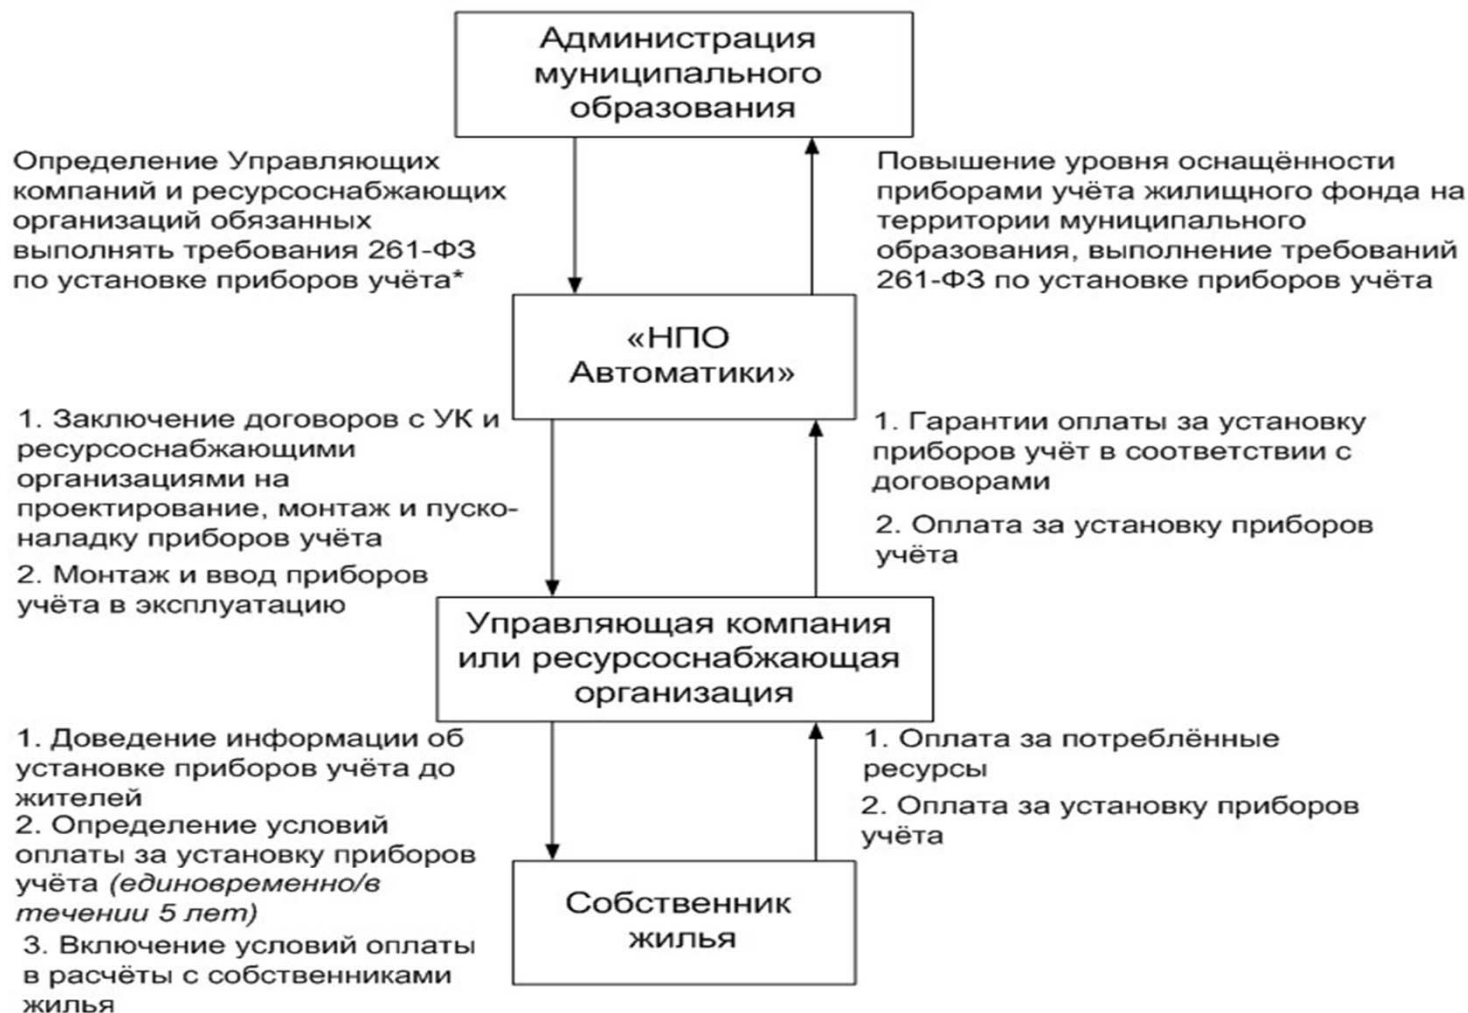 Администрация
муниципального
образования
Определение Управляющих
компаний и ресурсоснабжающих
организаций обязанных
выполнять требования 261-ФЗ
по установке приборов учёта*
Повышение уровня оснащённости
приборами учёта жилищного фонда на
территории муниципального
образования, выполнение требований
261-ФЗ по установке приборов учёта
«НПО
Автоматики»
1. Заключение договоров с УК и
ресурсоснабжающими
организациями на
проектирование, монтаж и пуско-
наладку приборов учёта
2. Монтаж и ввод приборов
учёта в эксплуатацию
1. Гарантии оплаты за установку
приборов учёт в соответствии с
договорами
2. Оплата за установку приборов
учёта
Управляющая компания
или ресурсоснабжающая
организация
1. Доведение информации об
установке приборов учёта до
жителей
2. Определение условий
оплаты за установку приборов
учёта (единовременно/в
течении 5 лет)
3. Включение условий оплаты
в расчёты с собственниками
жилья
1. Оплата за потреблённые
ресурсы
2. Оплата за установку приборов
учёта
Собственник
жилья